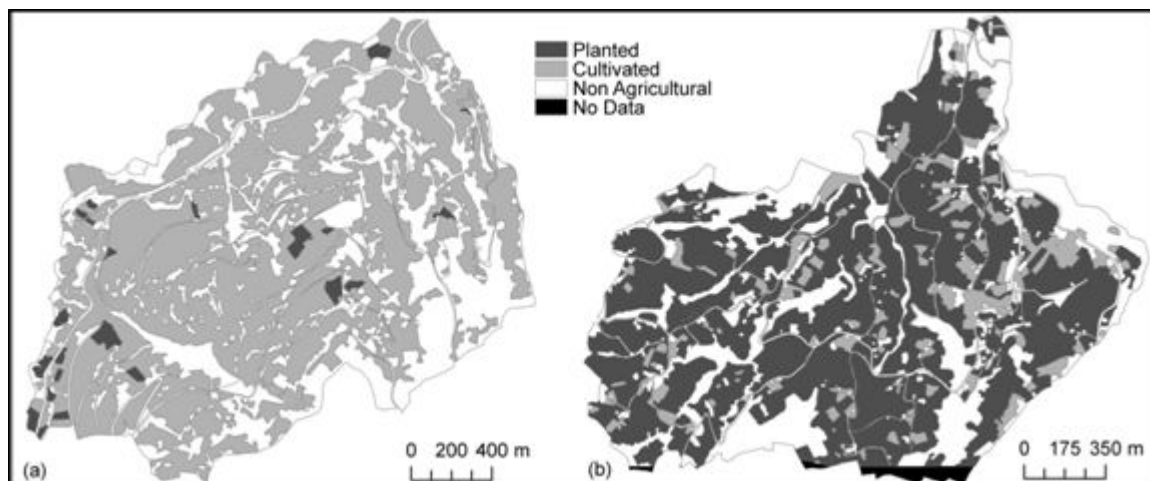 Planted
Cultivated
Non Agricultural
No Data
(a)
0 200 400 m
(b)
0 175 350 m